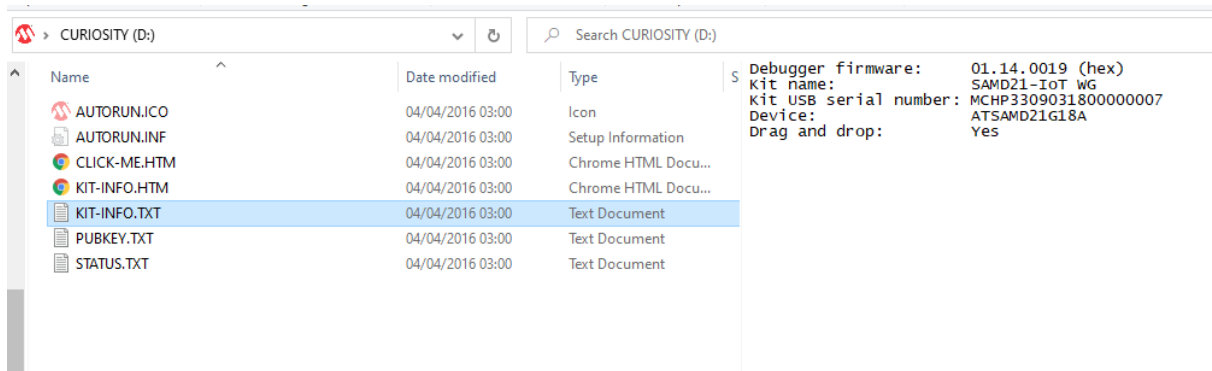 CURIOSITY (D:)
Search CURIOSITY (D:)
Name Date modified Type S
AUTORUN.ICO 04/04/2016 03:00 Icon
AUTORUN.INF 04/04/2016 03:00 Setup Information
CLICK-ME.HTM 04/04/2016 03:00 Chrome HTML Docu...
KIT-INFO.HTM 04/04/2016 03:00 Chrome HTML Docu...
KIT-INFO.TXT 04/04/2016 03:00 Text Document
PUBKEY.TXT 04/04/2016 03:00 Text Document
STATUS.TXT 04/04/2016 03:00 Text Document
Debugger firmware: 01.14.0019 (hex)
Kit name: SAMD21-IoT WG
Kit USB serial number: MCHP3309031800000007
Device: ATSAMD21G18A
Drag and drop: Yes